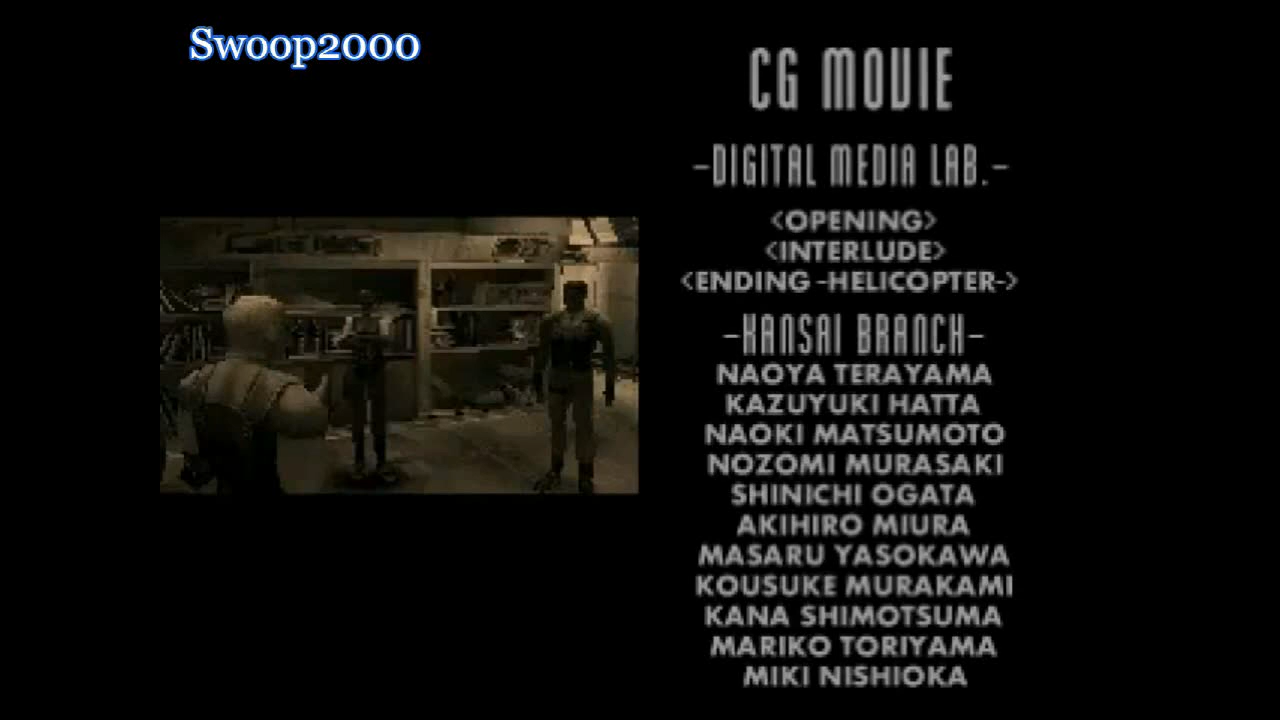 Swoop2000
CG MOVIE
-DIGITAL MEDIA LAB.-
<OPENING>
<INTERLUDE>
<ENDING -HELICOPTER->
-KANSAI BRANCH-
NAOYA TERAYAMA
KAZUYUKI HATTA
NAOKI MATSUMOTO
NOZOMI MURASAKI
SHINICHI OGATA
AKIHIRO MIURA
MASARU YASOKAWA
KOUSUKE MURAKAMI
KANA SHIMOTSUMA
MARIKO TORIYAMA
MIKI NISHIOKA